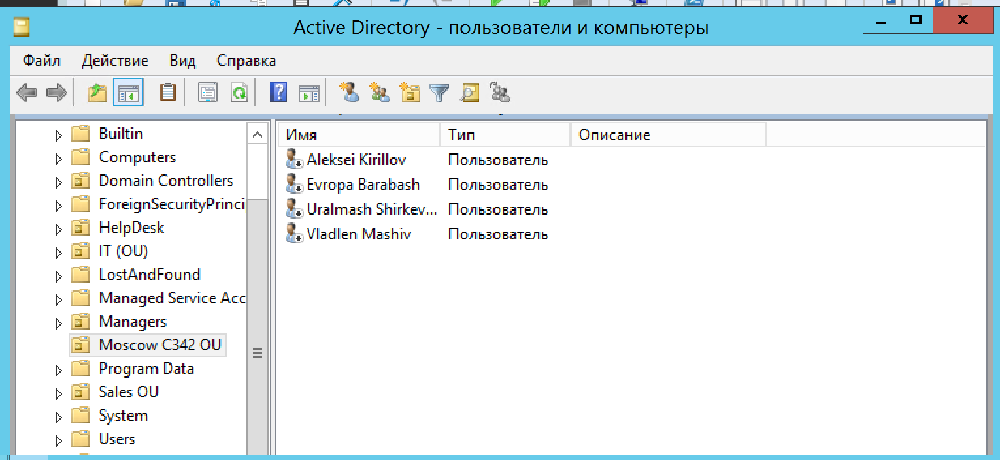 Active Directory - пользователи и компьютеры
Файл Действие Вид Справка
Builtin
Computers
Domain Controllers
ForeignSecurityPrinci
HelpDesk
IT (OU)
LostAndFound
Managed Service Acc
Managers
Moscow C342 OU
Program Data
Sales OU
System
Users
Имя Тип Описание
Aleksei Kirillov Пользователь
Evropa Barabash Пользователь
Uralmash Shirkev... Пользователь
Vladlen Mashiv Пользователь